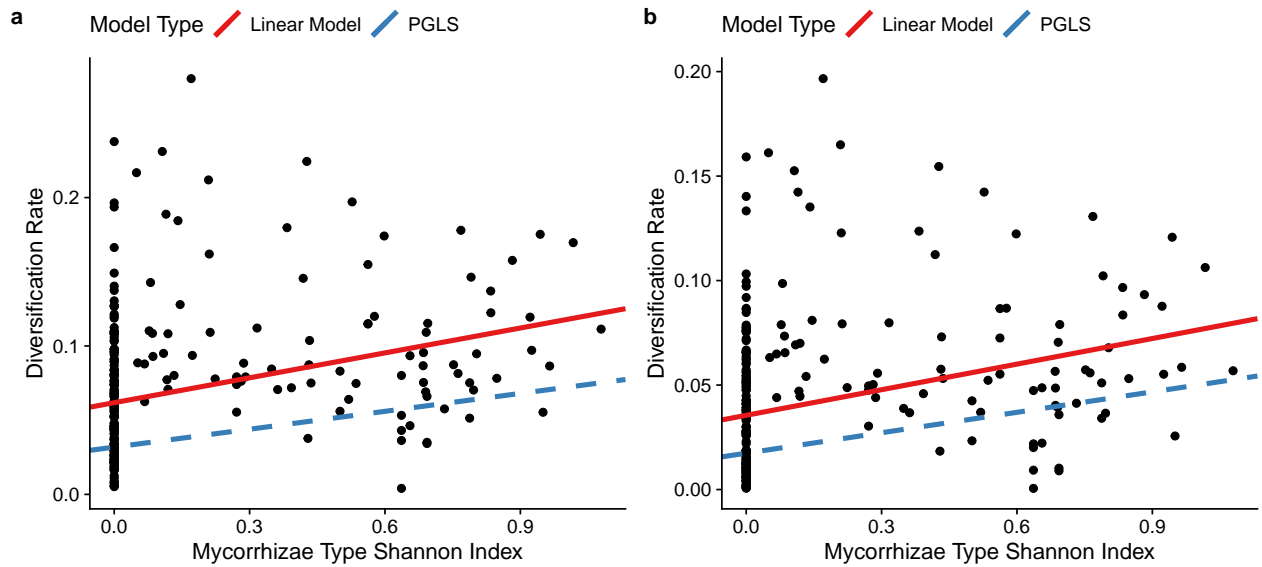 a
Model Type Linear Model PGLS
Diversification Rate
0.2
0.1
0.0
0.0 0.3 0.6 0.9
Mycorrhizae Type Shannon Index
b
Model Type Linear Model PGLS
Diversification Rate
0.20
0.15
0.10
0.05
0.00
0.0 0.3 0.6 0.9
Mycorrhizae Type Shannon Index